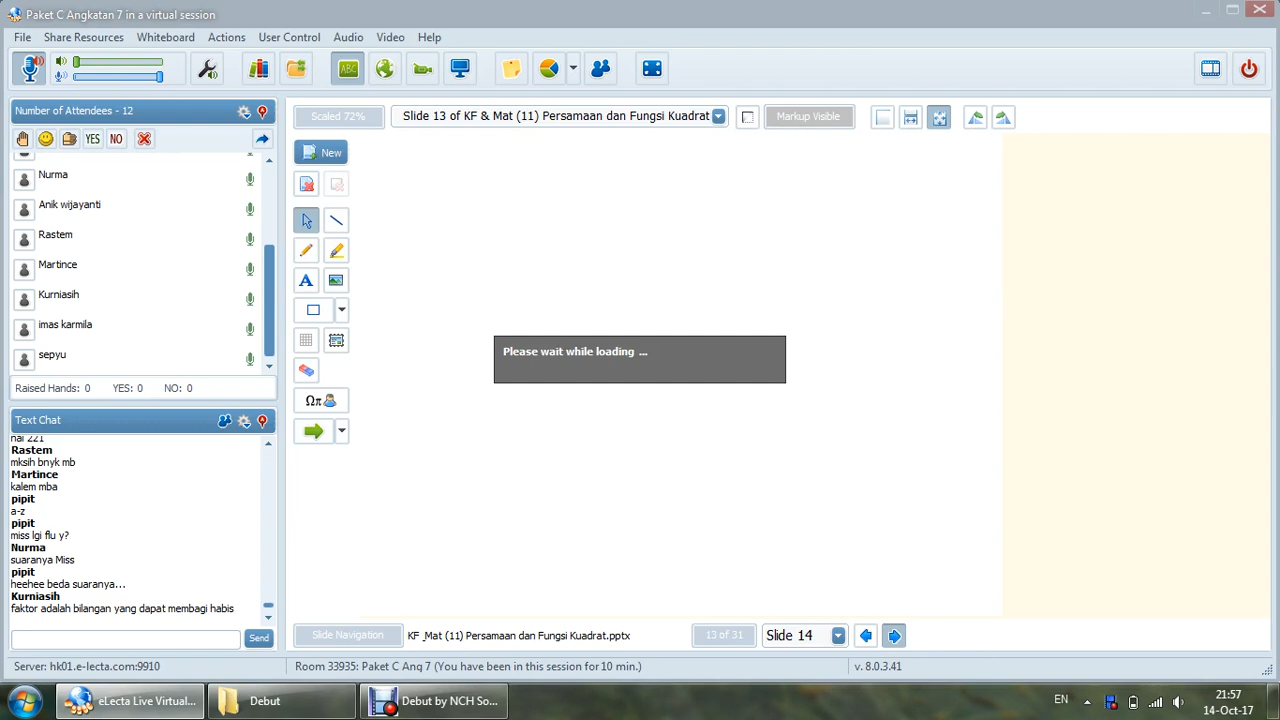 Paket C Angkatan 7 in a virtual session
File Share Resources Whiteboard Actions User Control Audio Video Help
ABC
Number of Attendees - 12
Scaled 72%
Slide 13 of KF & Mat (11) Persamaan dan Fungsi Kuadrat
Markup Visible
YES NO
New
Nurma
Anik wijayanti
Rastem
Martince
Kurniasih
imas karmila
sepyu
Raised Hands: 0 YES: 0 NO: 0
A
Ωπ
Please wait while loading ...
Text Chat
hal 221
Rastem
mksih bnyk mb
Martince
kalem mba
pipit
a-z
pipit
miss lgi flu y?
Nurma
suaranya Miss
pipit
heehee beda suaranya...
Kurniasih
faktor adalah bilangan yang dapat membagi habis
Send
Slide Navigation
KF _Mat (11) Persamaan dan Fungsi Kuadrat.pptx
13 of 31
Slide 14
Server: hk01.e-lecta.com:9910
Room 33935: Paket C Ang 7 (You have been in this session for 10 min.)
v. 8.0.3.41
eLecta Live Virtual...
Debut
Debut by NCH So...
EN
21:57
14-Oct-17